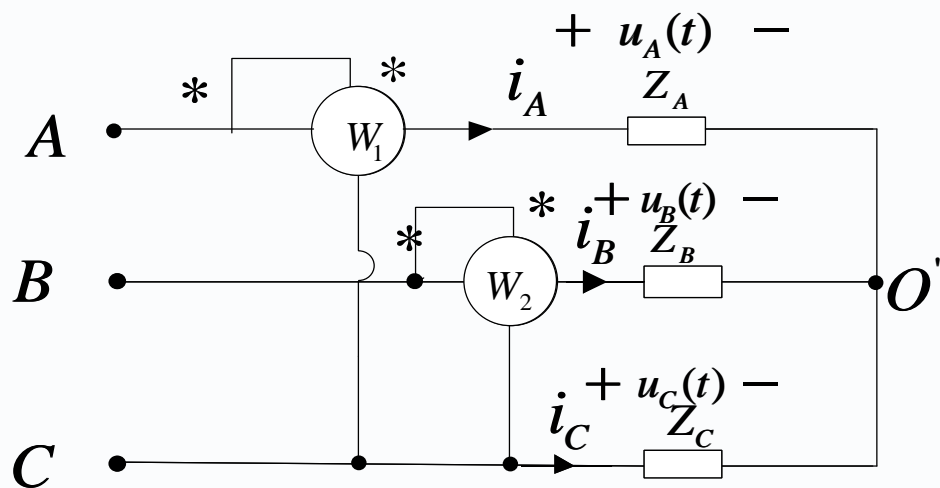 + u_A(t) −
* * i_A Z_A
A W_1
+ u_B(t) −
* * i_B Z_B
B W_2 O'
+ u_C(t) −
i_C Z_C
C